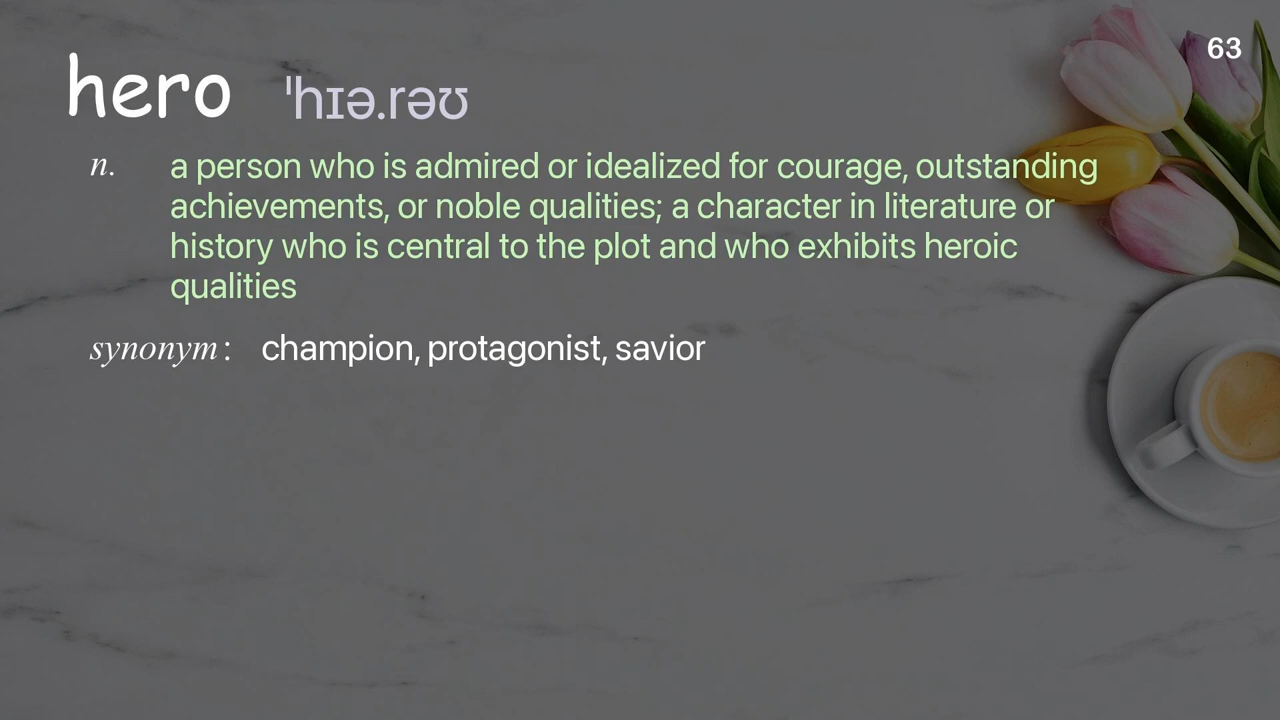 63
hero ˈhɪə.rəʊ
n. a person who is admired or idealized for courage, outstanding
achievements, or noble qualities; a character in literature or
history who is central to the plot and who exhibits heroic
qualities
synonym: champion, protagonist, savior